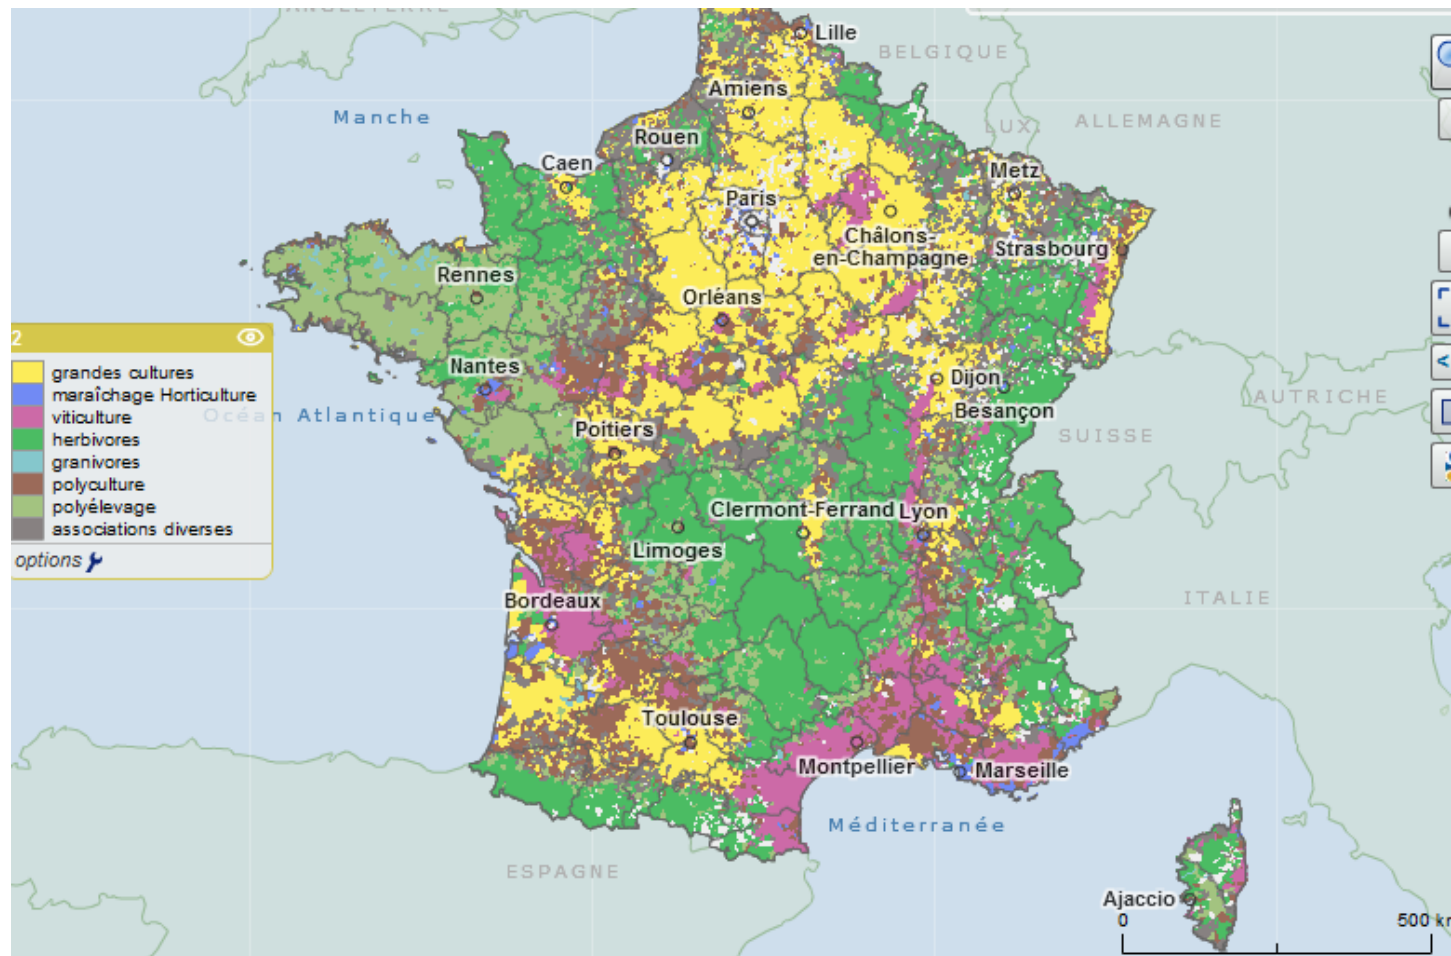 ANGLETERRE
Lille
BELGIQUE
Amiens
Manche
LUX.
ALLEMAGNE
Rouen
Caen
Metz
Paris
Châlons-
en-Champagne
Strasbourg
Rennes
Orléans
2
grandes cultures
maraîchage Horticulture
viticulture
herbivores
granivores
polyculture
polyélevage
associations diverses
options
Nantes
Océan Atlantique
Dijon
Besançon
AUTRICHE
SUISSE
Poitiers
Clermont-Ferrand
Lyon
Limoges
Bordeaux
ITALIE
Toulouse
Montpellier
Marseille
Méditerranée
ESPAGNE
Ajaccio
0
500 km